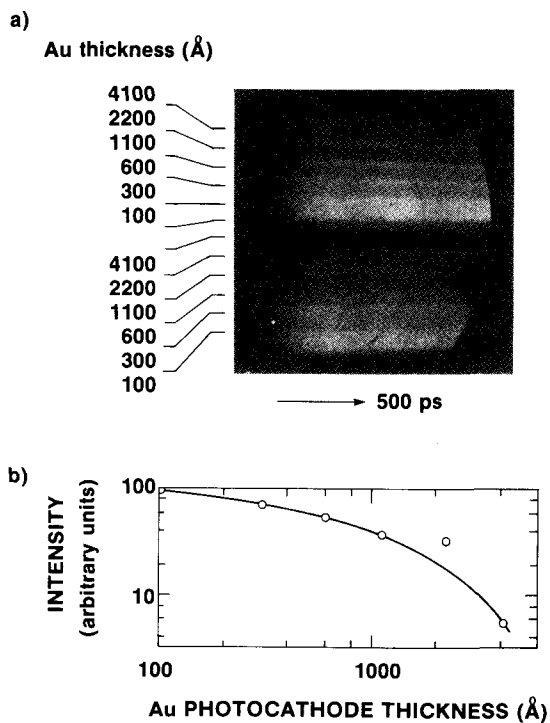 a)
Au thickness (Å)
4100
2200
1100
600
300
100
4100
2200
1100
600
300
100
500 ps
b)
INTENSITY
(arbitrary units)
100
10
100
1000
Au PHOTOCATHODE THICKNESS (Å)